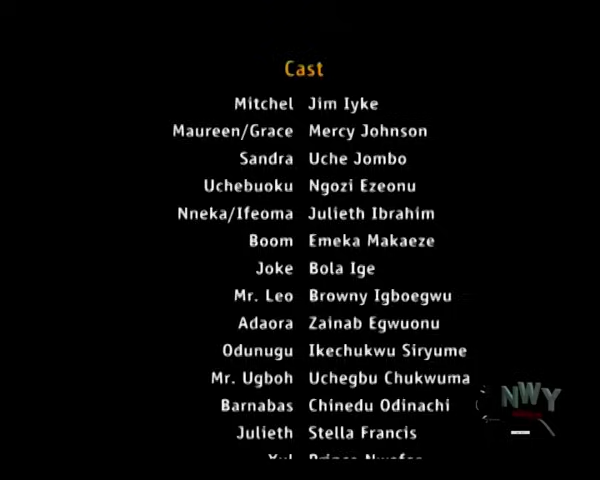 Cast
Mitchel Jim Iyke
Maureen/Grace Mercy Johnson
Sandra Uche Jombo
Uchebuoku Ngozi Ezeonu
Nneka/Ifeoma Julieth Ibrahim
Boom Emeka Makaeze
Joke Bola Ige
Mr. Leo Browny Igboegwu
Adaora Zainab Egwuonu
Odunugu Ikechukwu Siryume
Mr. Ugboh Uchegbu Chukwuma
Barnabas Chinedu Odinachi
NWY
Julieth Stella Francis